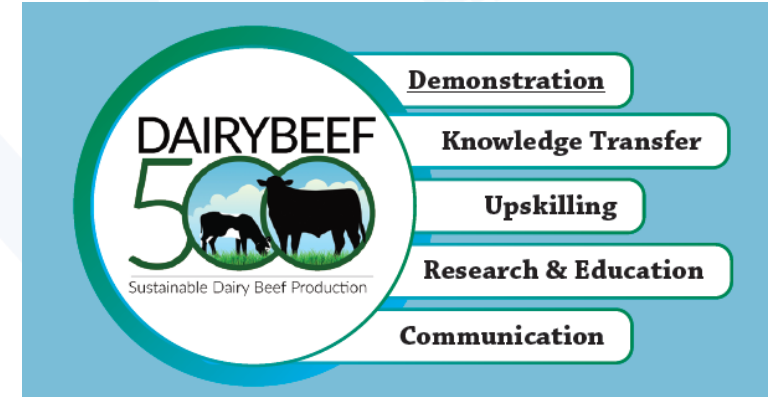 DAIRYBEEF
500
Sustainable Dairy Beef Production
Demonstration
Knowledge Transfer
Upskilling
Research & Education
Communication